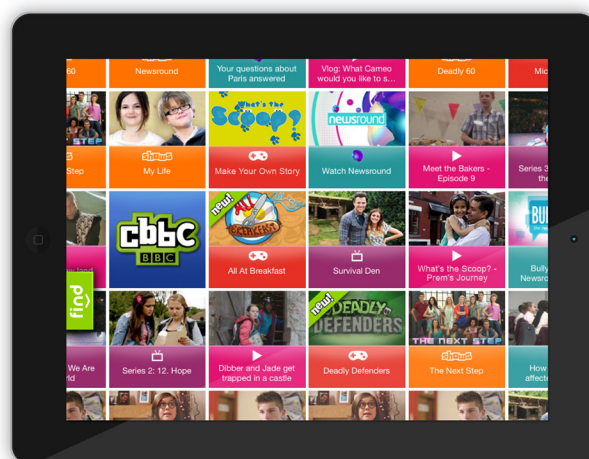 60
Newsround
Your questions about
Paris answered
Vlog: What Cameo
would you like to s...
Deadly 60
Mic
What's the
Scoop?
newsround
Step
shows
My Life
Make Your Own Story
Watch Newsround
Meet the Bakers -
Episode 9
Series 3
the
cbbc
BBC
new!
All
Breakfast
BU
find
All At Breakfast
Survival Den
What's the Scoop? -
Prem's Journey
Bully
Newsro
new!
DEADLY
DEFENDERS
THE NEXT STEP
We Are
rld
Series 2: 12. Hope
Dibber and Jade get
trapped in a castle
Deadly Defenders
shows
The Next Step
How
affect